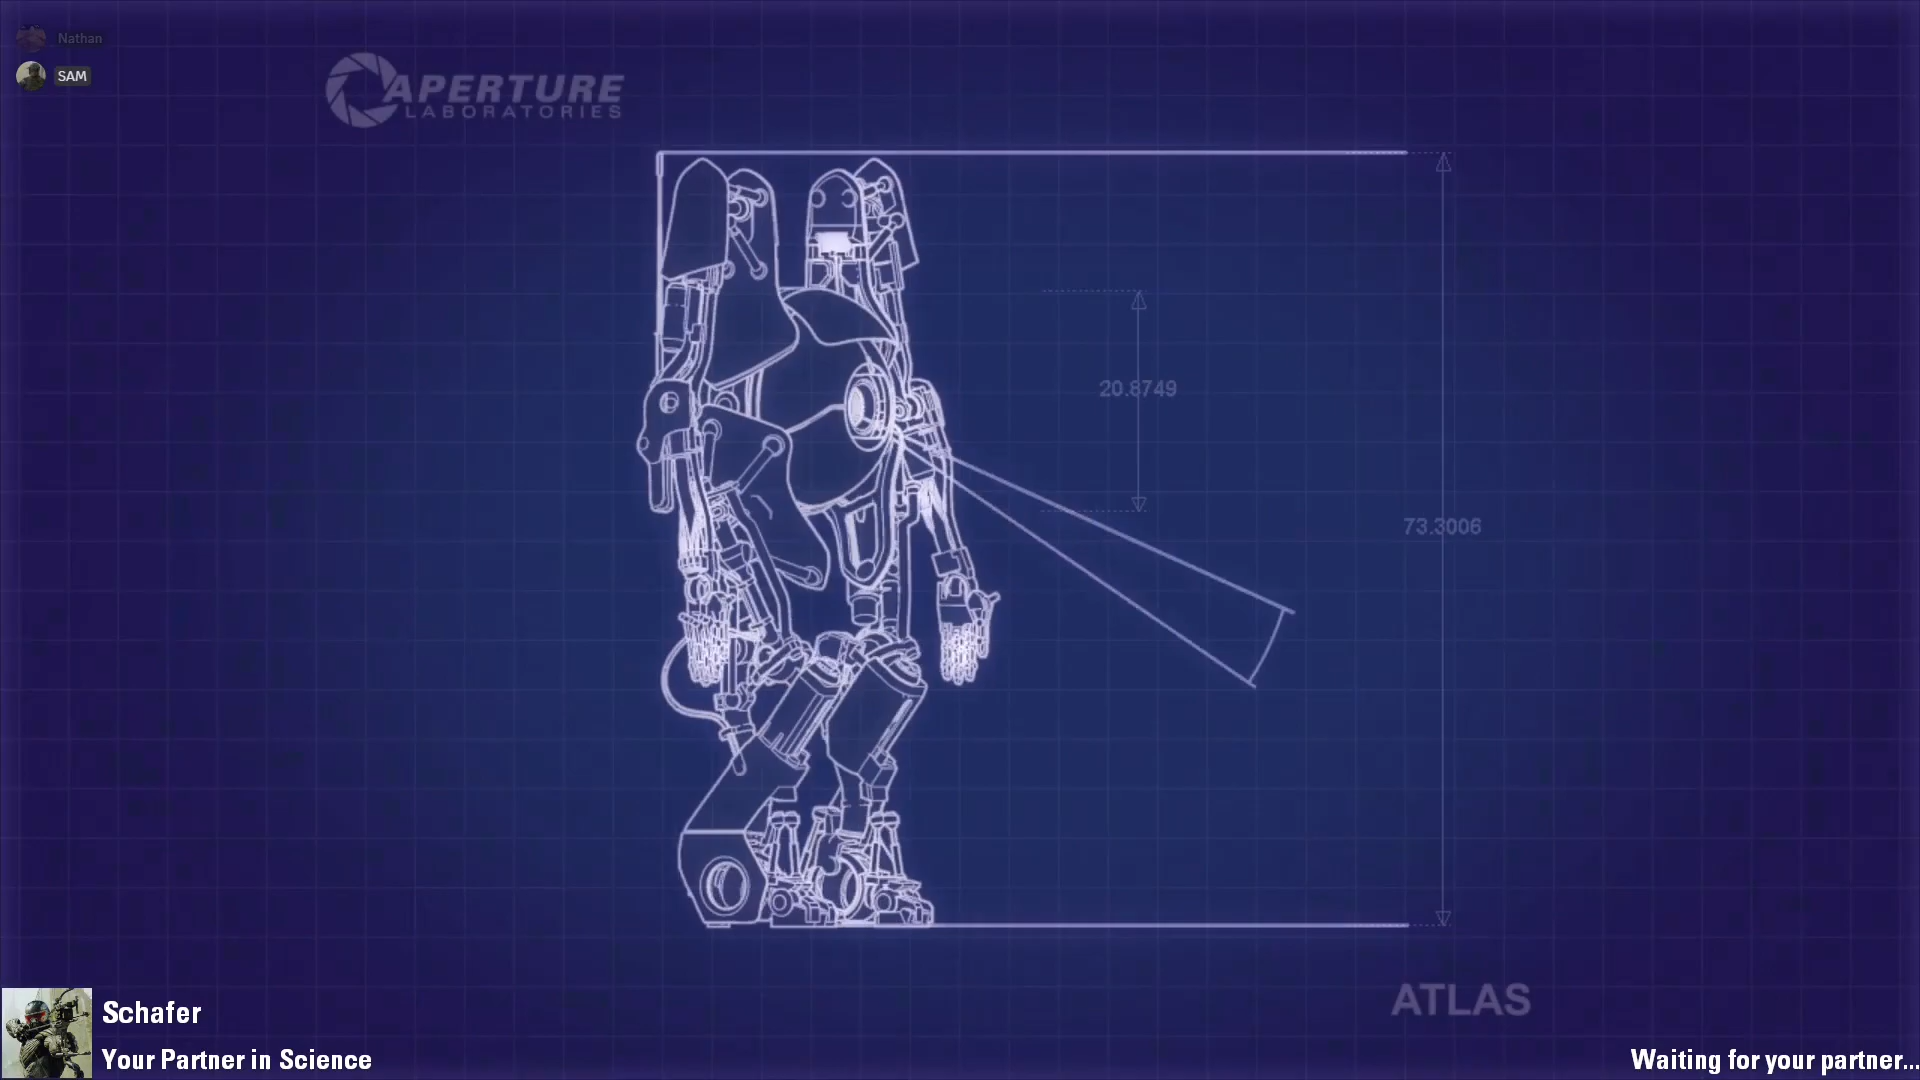 Nathan
SAM
APERTURE
LABORATORIES
20.8749
73.3006
ATLAS
Schafer
Your Partner in Science
Waiting for your partner...